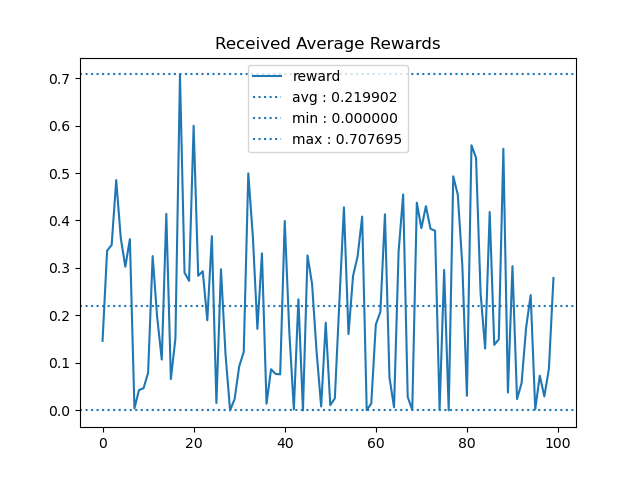 Received Average Rewards
reward
avg : 0.219902
min : 0.000000
max : 0.707695
0.7
0.6
0.5
0.4
0.3
0.2
0.1
0.0
0 20 40 60 80 100